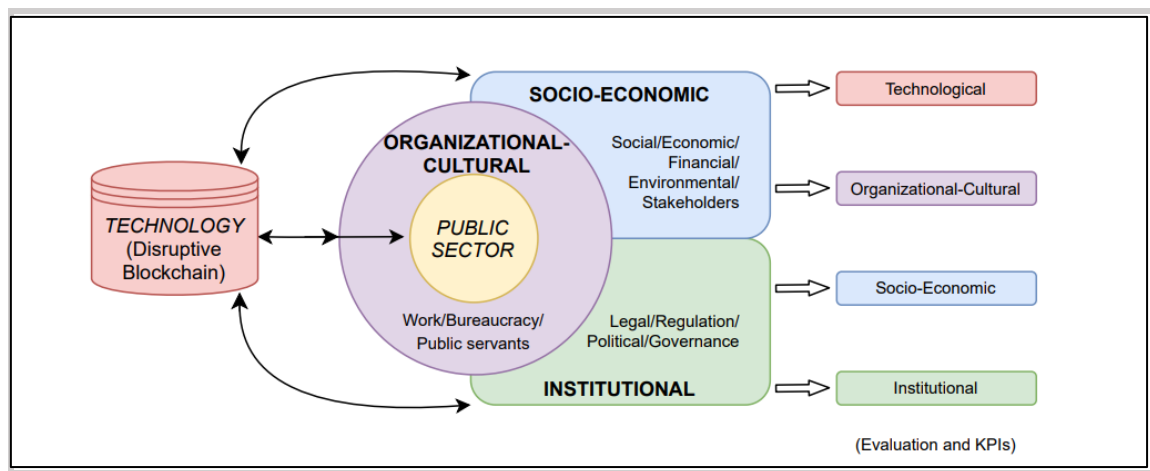 TECHNOLOGY
(Disruptive
Blockchain)
ORGANIZATIONAL-
CULTURAL
PUBLIC
SECTOR
Work/Bureaucracy/
Public servants
SOCIO-ECONOMIC
Social/Economic/
Financial/
Environmental/
Stakeholders
Legal/Regulation/
Political/Governance
INSTITUTIONAL
Technological
Organizational-Cultural
Socio-Economic
Institutional
(Evaluation and KPIs)